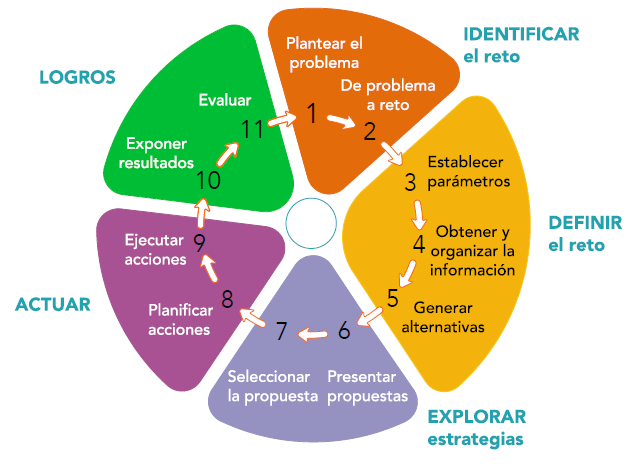 IDENTIFICAR
el reto
Plantear el
problema
1
De problema
a reto
2
DEFINIR
el reto
3
Establecer
parámetros
4
Obtener y
organizar la
información
5
Generar
alternativas
EXPLORAR
estrategias
6
Presentar
propuestas
7
Seleccionar
la propuesta
ACTUAR
8
Planificar
acciones
9
Ejecutar
acciones
LOGROS
10
Exponer
resultados
11
Evaluar